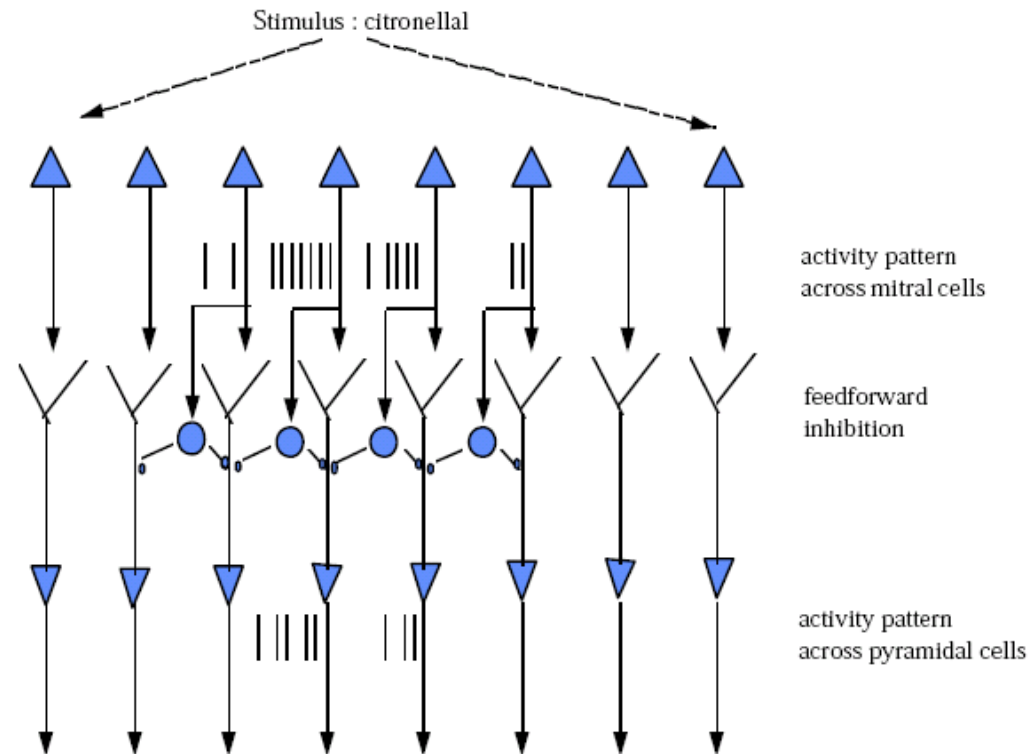 Stimulus : citronellal
activity pattern
across mitral cells
feedforward
inhibition
activity pattern
across pyramidal cells